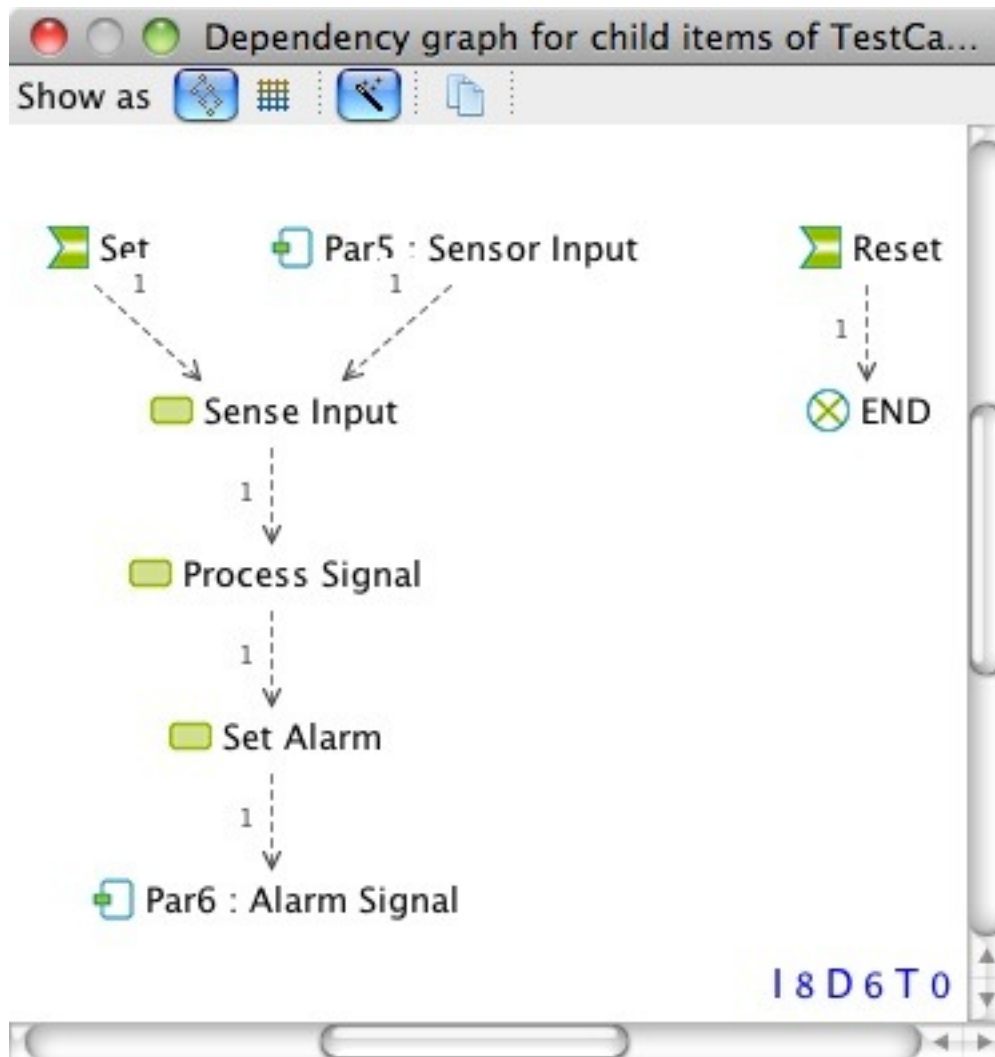 Dependency graph for child items of TestCa...
Show as
Set Par5 : Sensor Input Reset
1 1
1
Sense Input END
1
Process Signal
1
Set Alarm
1
Par6 : Alarm Signal
I 8 D 6 T 0